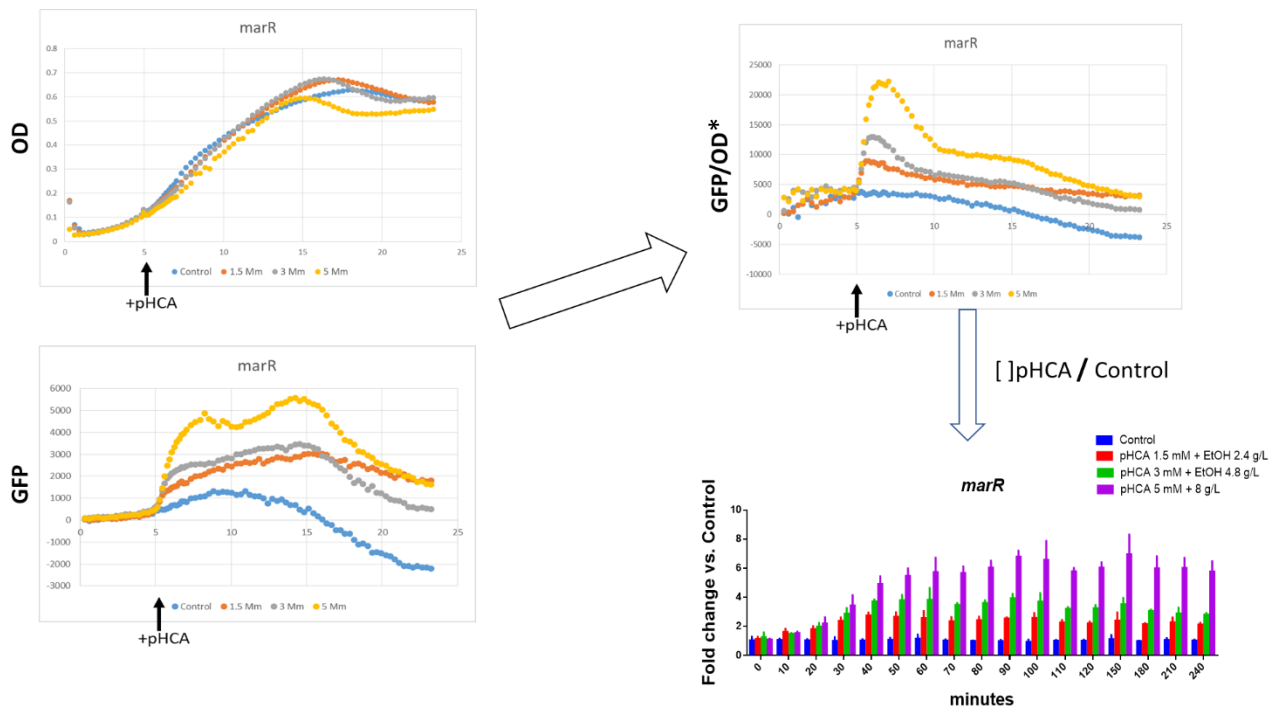 marR
OD
0.8
0.7
0.6
0.5
0.4
0.3
0.2
0.1
0
0 5 10 15 20 25
Control 1.5 Mm 3 Mm 5 Mm
+pHCA
marR
GFP
6000
5000
4000
3000
2000
1000
0
-1000
-2000
-3000
0 5 10 15 20 25
Control 1.5 Mm 3 Mm 5 Mm
+pHCA
marR
GFP/OD*
25000
20000
15000
10000
5000
0
-5000
-10000
0 5 10 15 20 25
Control 1.5 Mm 3 Mm 5 Mm
+pHCA
[ ]pHCA / Control
Control
pHCA 1.5 mM + EtOH 2.4 g/L
pHCA 3 mM + EtOH 4.8 g/L
pHCA 5 mM + 8 g/L
marR
Fold change vs. Control
10
8
6
4
2
0
0 10 20 30 40 50 60 70 80 90 100 110 120 150 180 210 240
minutes